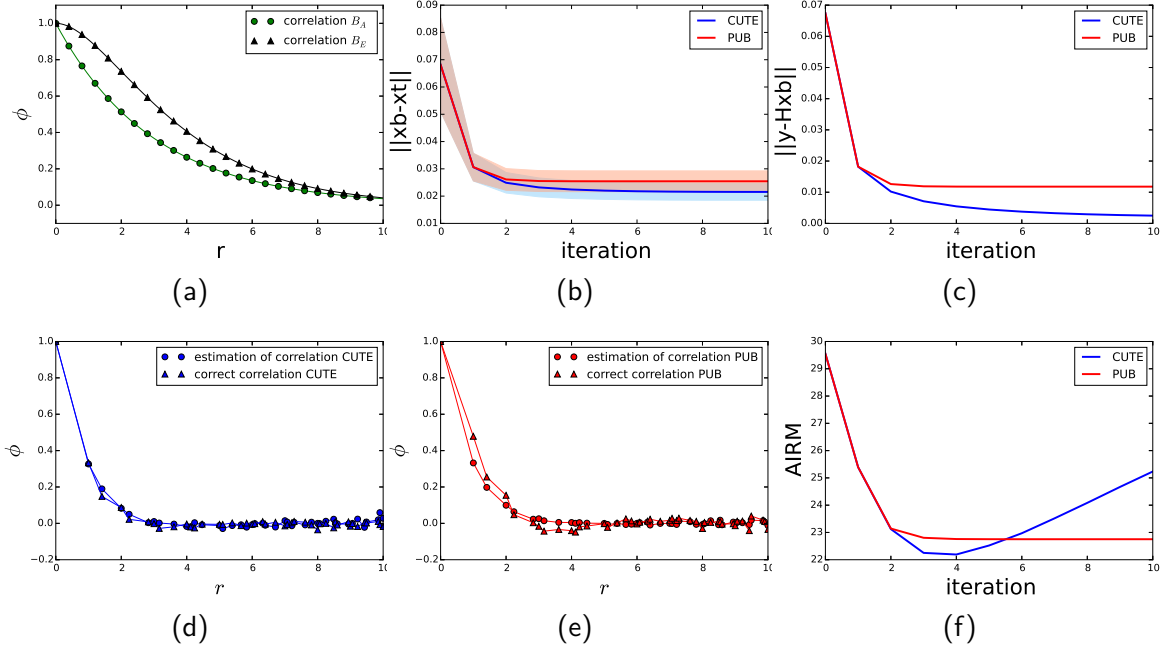 correlation B_A
correlation B_E
1.0
0.8
0.6
0.4
0.2
0.0
ϕ
0 2 4 6 8 10
r
(a)
CUTE
PUB
0.09
0.08
0.07
0.06
0.05
0.04
0.03
0.02
0.01
||xb-xt||
0 2 4 6 8 10
iteration
(b)
CUTE
PUB
0.07
0.06
0.05
0.04
0.03
0.02
0.01
0.00
||y-Hxb||
0 2 4 6 8 10
iteration
(c)
estimation of correlation CUTE
correct correlation CUTE
1.0
0.8
0.6
0.4
0.2
0.0
−0.2
ϕ
0 2 4 6 8 10
r
(d)
estimation of correlation PUB
correct correlation PUB
1.0
0.8
0.6
0.4
0.2
0.0
−0.2
ϕ
0 2 4 6 8 10
r
(e)
CUTE
PUB
30
29
28
27
26
25
24
23
22
AIRM
0 2 4 6 8 10
iteration
(f)